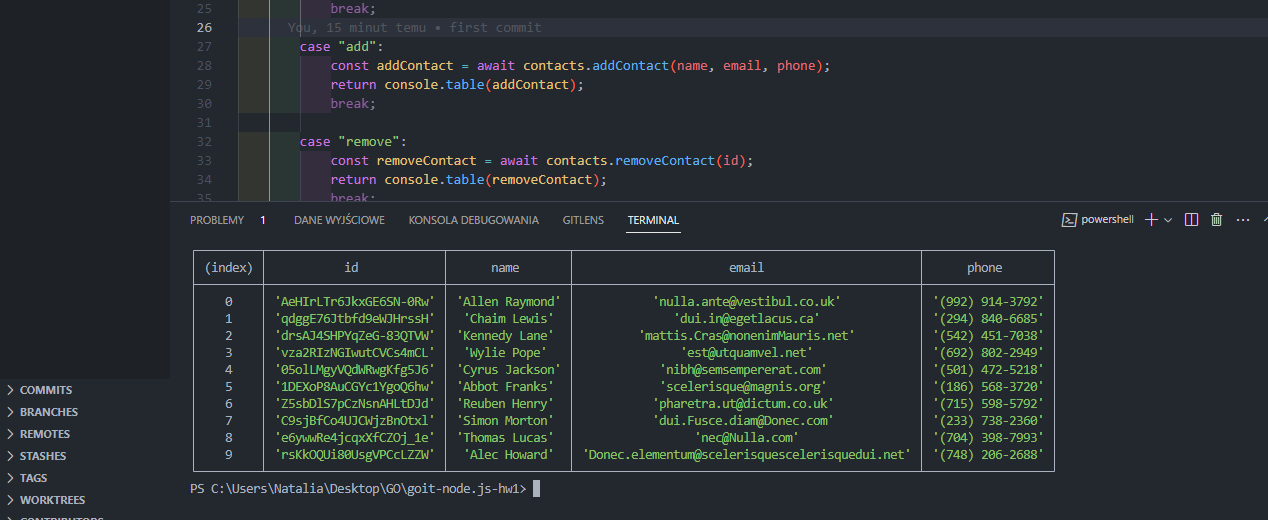 25 break;
26 You, 15 minut temu • first commit
27 case "add":
28 const addContact = await contacts.addContact(name, email, phone);
29 return console.table(addContact);
30 break;
31
32 case "remove":
33 const removeContact = await contacts.removeContact(id);
34 return console.table(removeContact);
35 break;
PROBLEMY 1 DANE WYJŚCIOWE KONSOLA DEBUGOWANIA GITLENS TERMINAL powershell
(index) id name email phone
0 'AeHIrLTr6JkxGE6SN-0Rw' 'Allen Raymond' 'nulla.ante@vestibul.co.uk' '(992) 914-3792'
1 'qdggE76Jtbfd9eWJHrssH' 'Chaim Lewis' 'dui.in@egetlacus.ca' '(294) 840-6685'
2 'drsAJ4SHPYqZeG-83QTVW' 'Kennedy Lane' 'mattis.Cras@nonenimMauris.net' '(542) 451-7038'
3 'vza2RIzNGIwutCVCs4mCL' 'Wylie Pope' 'est@utquamvel.net' '(692) 802-2949'
4 '05olLMgyVQdWRwgKfg5J6' 'Cyrus Jackson' 'nibh@semsempererat.com' '(501) 472-5218'
5 '1DEXoP8AuCGYc1YgoQ6hw' 'Abbot Franks' 'scelerisque@magnis.org' '(186) 568-3720'
6 'Z5sbDlS7pCzNsnAHLtDJd' 'Reuben Henry' 'pharetra.ut@dictum.co.uk' '(715) 598-5792'
7 'C9sjBfCo4UJCWjzBnOtxl' 'Simon Morton' 'dui.Fusce.diam@Donec.com' '(233) 738-2360'
8 'e6ywwRe4jcqxXfCZOj_1e' 'Thomas Lucas' 'nec@Nulla.com' '(704) 398-7993'
9 'rsKkOQUi80UsgVPCcLZZW' 'Alec Howard' 'Donec.elementum@scelerisquescelerisquedui.net' '(748) 206-2688'
PS C:\Users\Natalia\Desktop\GO\goit-node.js-hw1>
COMMITS
BRANCHES
REMOTES
STASHES
TAGS
WORKTREES
CONTRIBUTORS